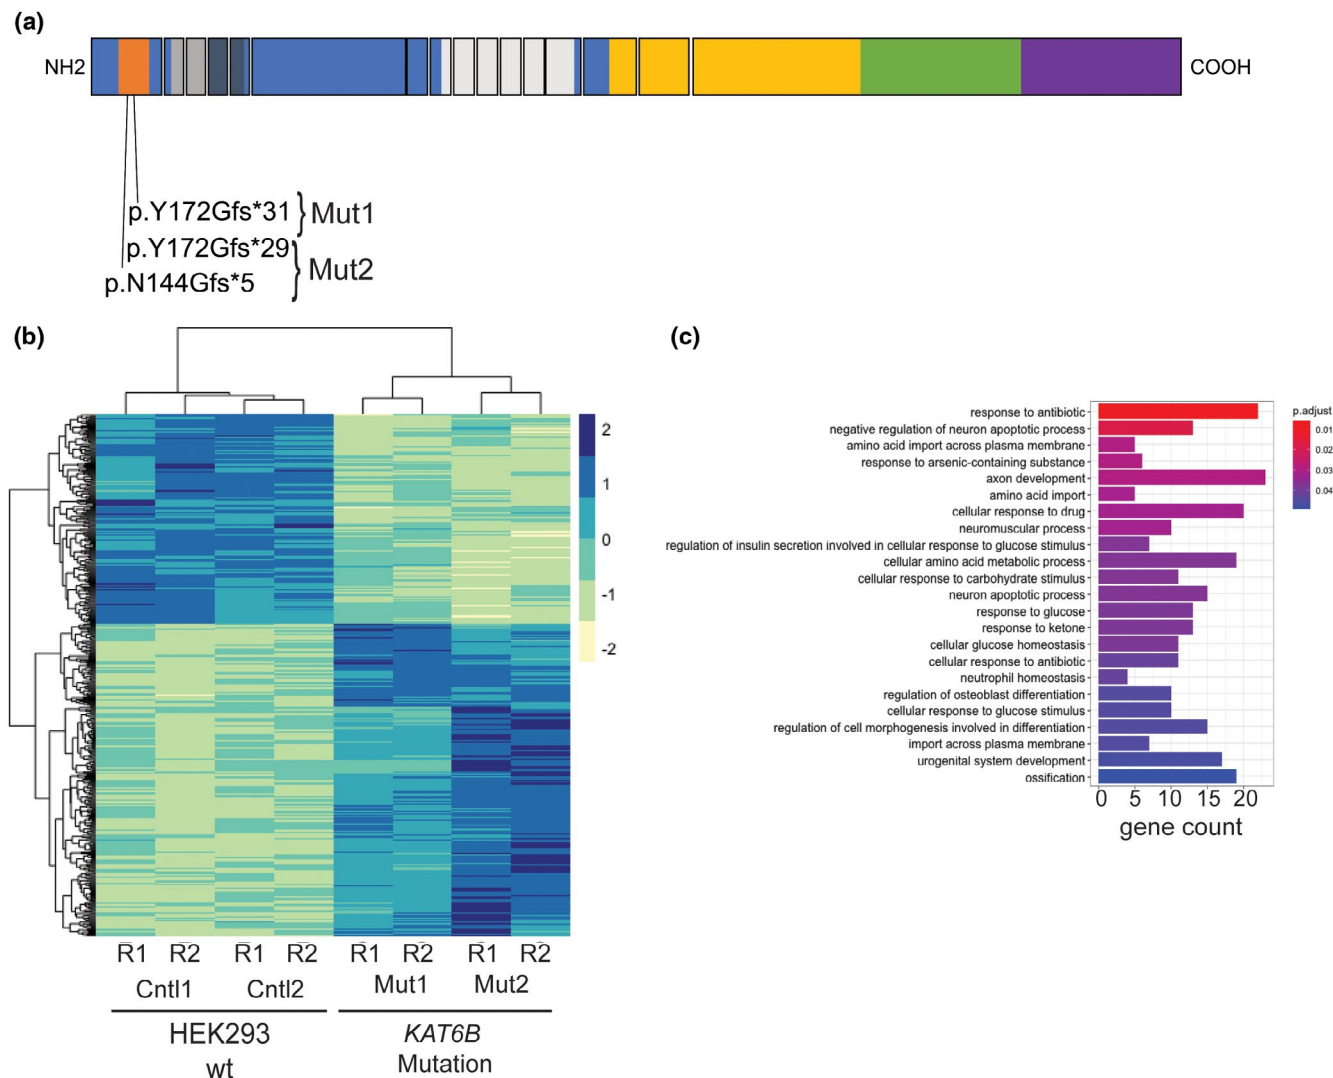 (a)
NH2
COOH
p.Y172Gfs*31 } Mut1
p.Y172Gfs*29
p.N144Gfs*5 } Mut2
(b)
2
1
0
-1
-2
R1 R2 R1 R2 R1 R2 R1 R2
Cntl1 Cntl2 Mut1 Mut2
HEK293 KAT6B
wt Mutation
(c)
response to antibiotic
negative regulation of neuron apoptotic process
amino acid import across plasma membrane
response to arsenic-containing substance
axon development
amino acid import
cellular response to drug
neuromuscular process
regulation of insulin secretion involved in cellular response to glucose stimulus
cellular amino acid metabolic process
cellular response to carbohydrate stimulus
neuron apoptotic process
response to glucose
response to ketone
cellular glucose homeostasis
cellular response to antibiotic
neutrophil homeostasis
regulation of osteoblast differentiation
cellular response to glucose stimulus
regulation of cell morphogenesis involved in differentiation
import across plasma membrane
urogenital system development
ossification
0 5 10 15 20
gene count
p.adjust
0.01
0.02
0.03
0.04